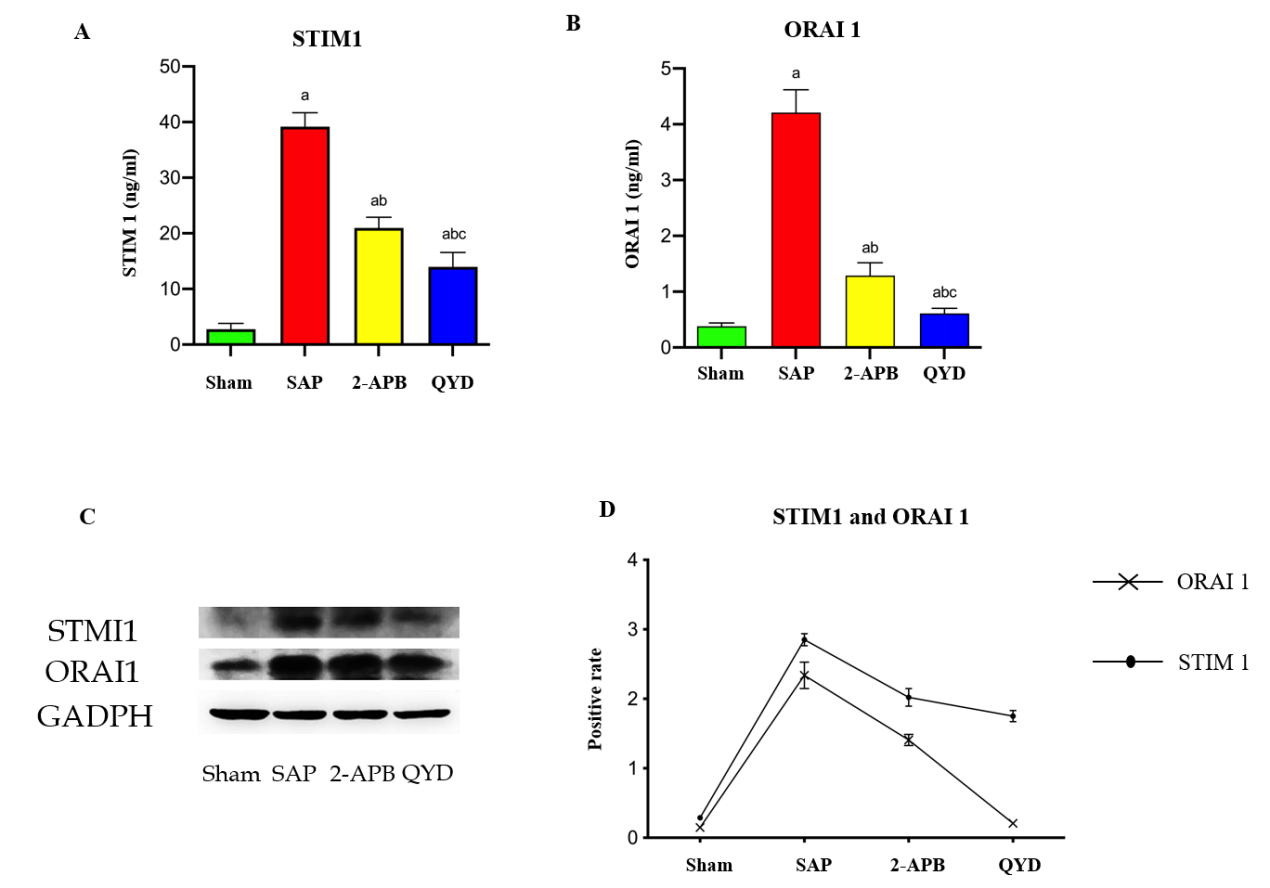 A
STIM1
STIM 1 (ng/ml)
50
40
30
20
10
0
a
ab
abc
Sham SAP 2-APB QYD
B
ORAI 1
ORAI 1 (ng/ml)
5
4
3
2
1
0
a
ab
abc
Sham SAP 2-APB QYD
C
STMI1
ORAI1
GADPH
Sham SAP 2-APB QYD
D
STIM1 and ORAI 1
Positive rate
4
3
2
1
0
Sham SAP 2-APB QYD
ORAI 1
STIM 1